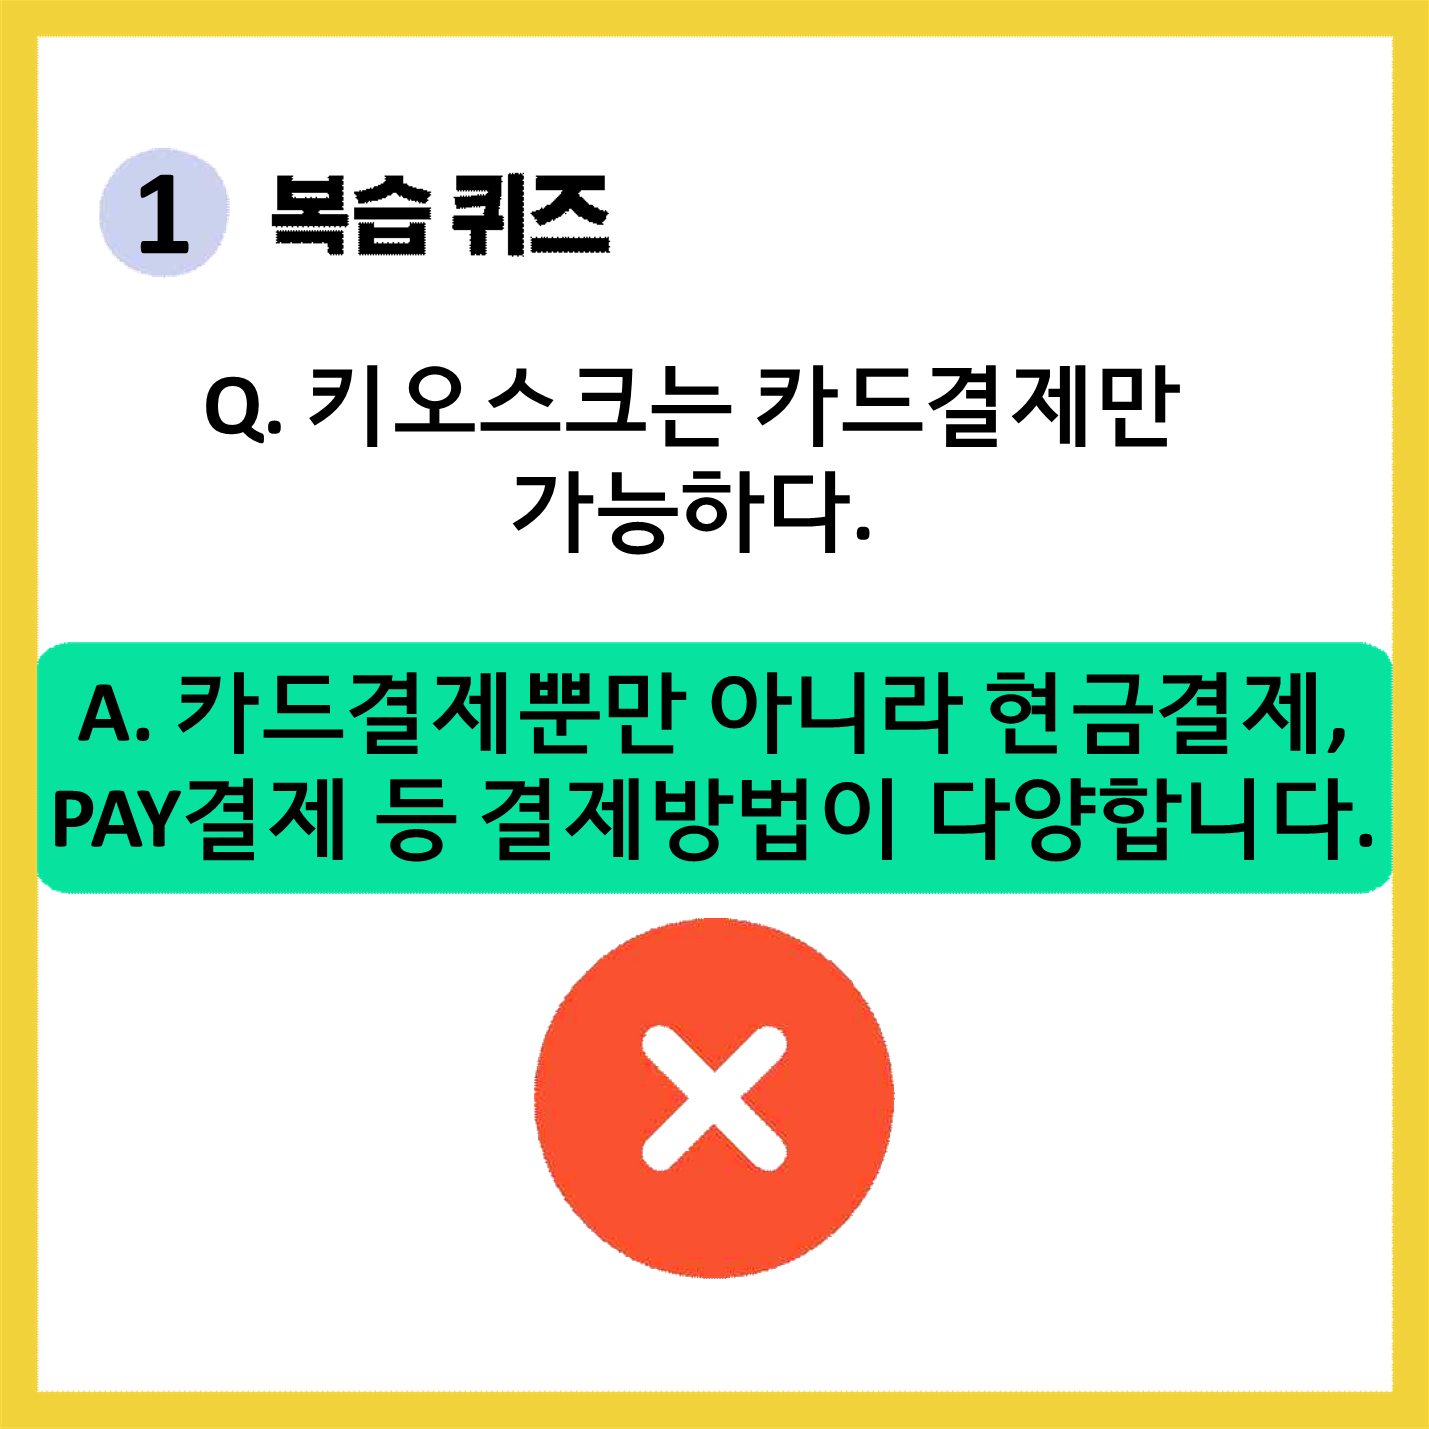 1 복습 퀴즈
Q. 키오스크는 카드결제만
가능하다.
A. 카드결제뿐만 아니라 현금결제,
PAY결제 등 결제방법이 다양합니다.